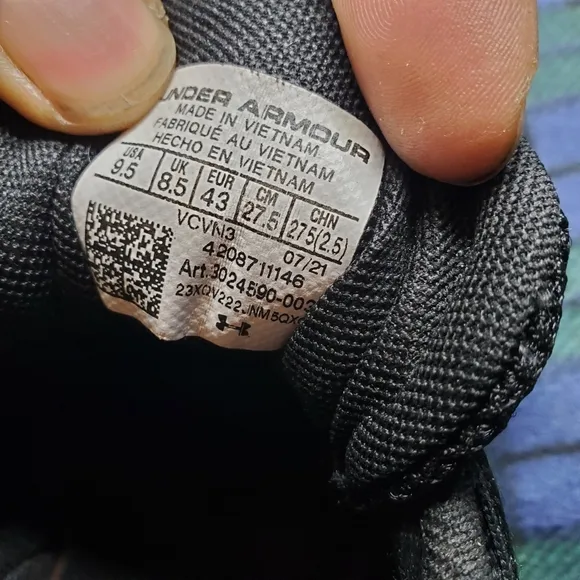 UNDER ARMOUR
MADE IN VIETNAM
FABRIQUÉ AU VIETNAM
HECHO EN VIETNAM
USA UK EUR CM CHN
9.5 8.5 43 27.5 275(2.5)
VCVN3 07/21
4208711146
Art.3024590-003